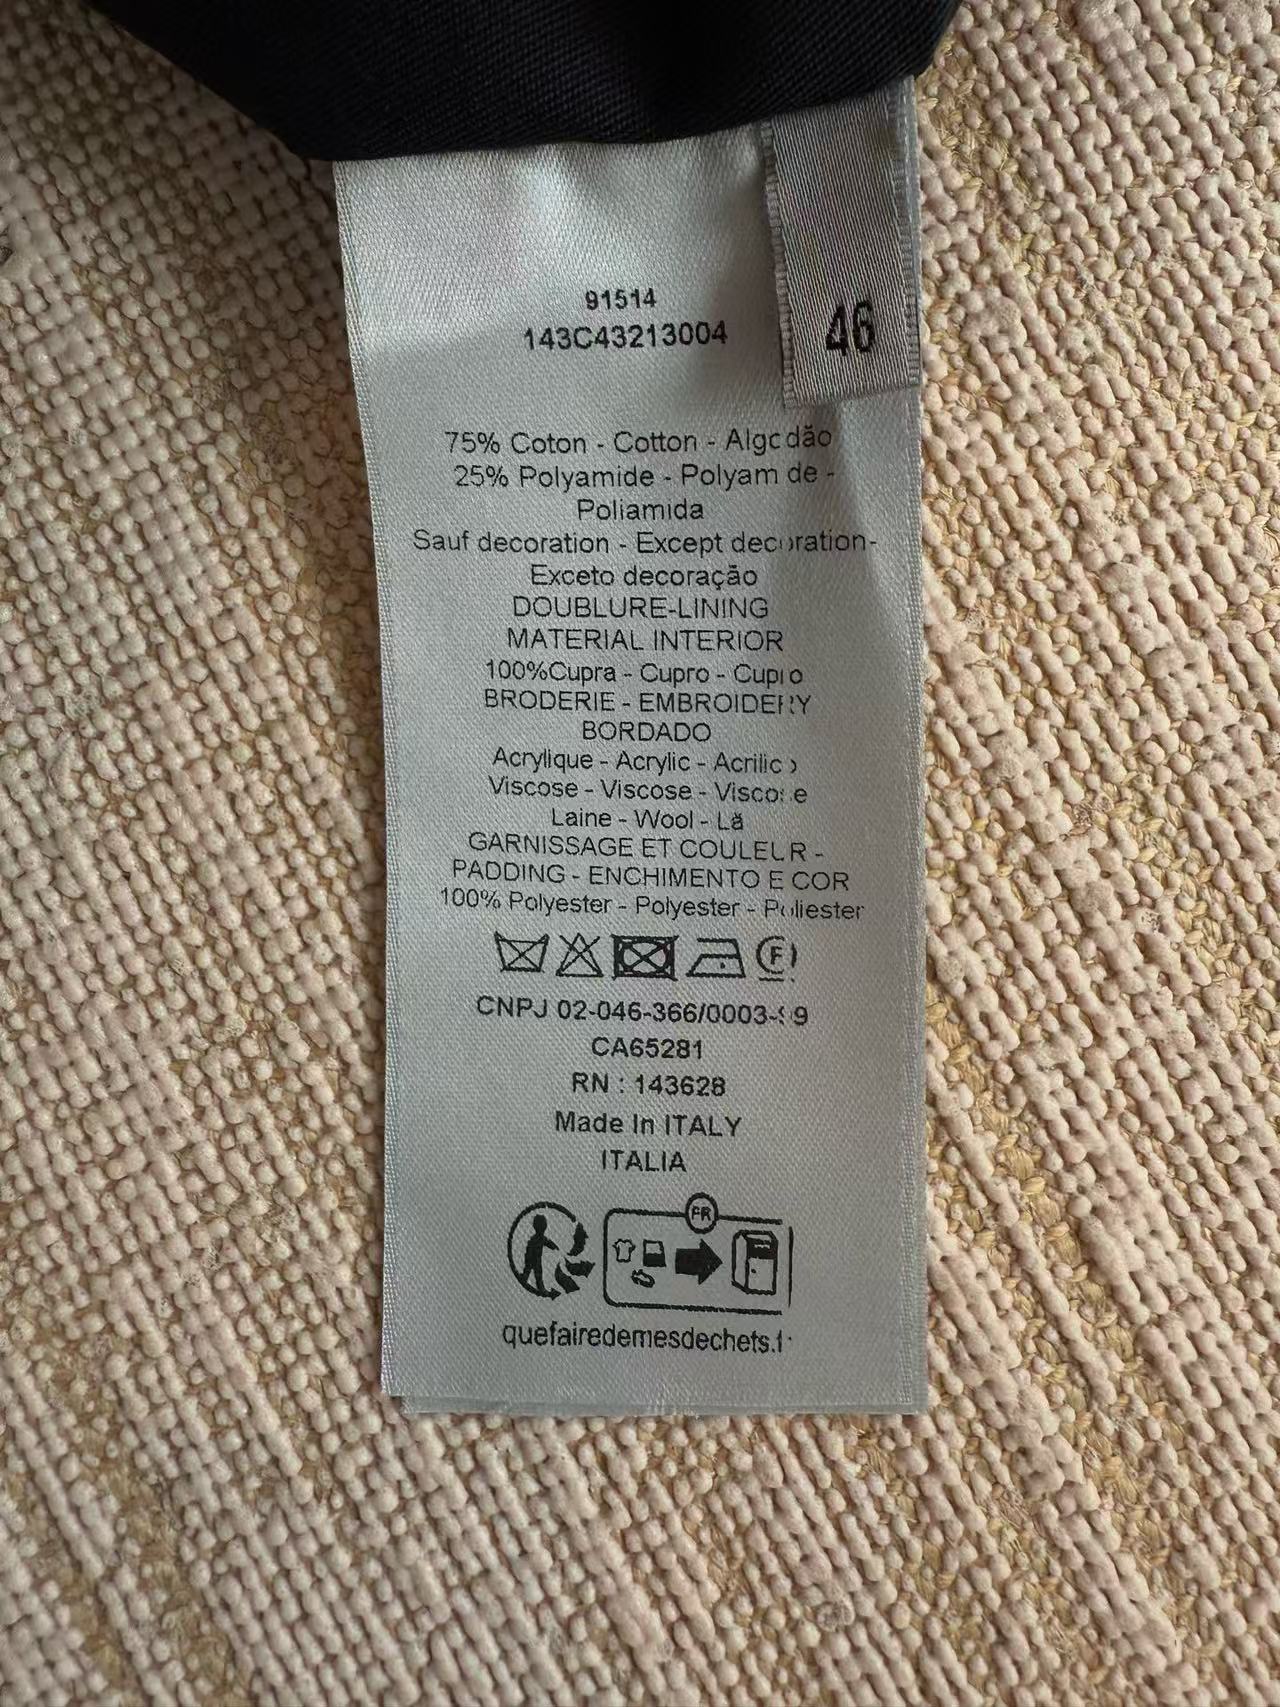 91514
143C43213004
46
75% Coton - Cotton - Algodão
25% Polyamide - Polyamide -
Poliamida
Sauf decoration - Except decoration-
Exceto decoração
DOUBLURE-LINING
MATERIAL INTERIOR
100%Cupra - Cupro - Cupro
BRODERIE - EMBROIDERY
BORDADO
Acrylique - Acrylic - Acrilico
Viscose - Viscose - Viscose
Laine - Wool - Lã
GARNISSAGE ET COULEUR -
PADDING - ENCHIMENTO E COR
100% Polyester - Polyester - Poliester
F
CNPJ 02-046-366/0003-99
CA65281
RN : 143628
Made In ITALY
ITALIA
FR
quefairedemesdechets.fr